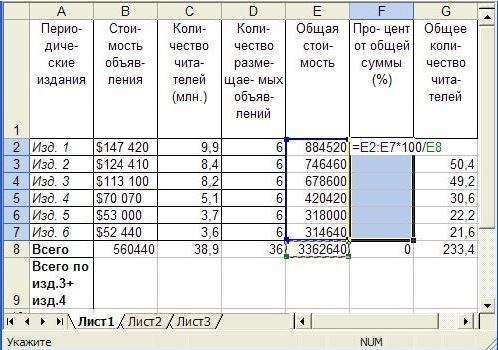 A B C D E F G
Перио-
диче-
ские
издания
Стои-
мость
объяв-
ления
Коли-
чество
чита-
телей
(млн.)
Коли-
чество
разме-
щае- мых
объяв-
лений
Общая
стои-
мость
Про- цент
от общей
суммы
(%)
Общее
коли-
чество
чита-
телей
1
2 Изд. 1 $147 420 9,9 6 884520 =E2:E7*100/E8
3 Изд. 2 $124 410 8,4 6 746460 50,4
4 Изд. 3 $113 100 8,2 6 678600 49,2
5 Изд. 4 $70 070 5,1 6 420420 30,6
6 Изд. 5 $53 000 3,7 6 318000 22,2
7 Изд. 6 $52 440 3,6 6 314640 21,6
8 Всего 560440 38,9 36 3362640 0 233,4
Всего по
изд.3+
9 изд.4
Лист1 Лист2 Лист3
Укажите NUM